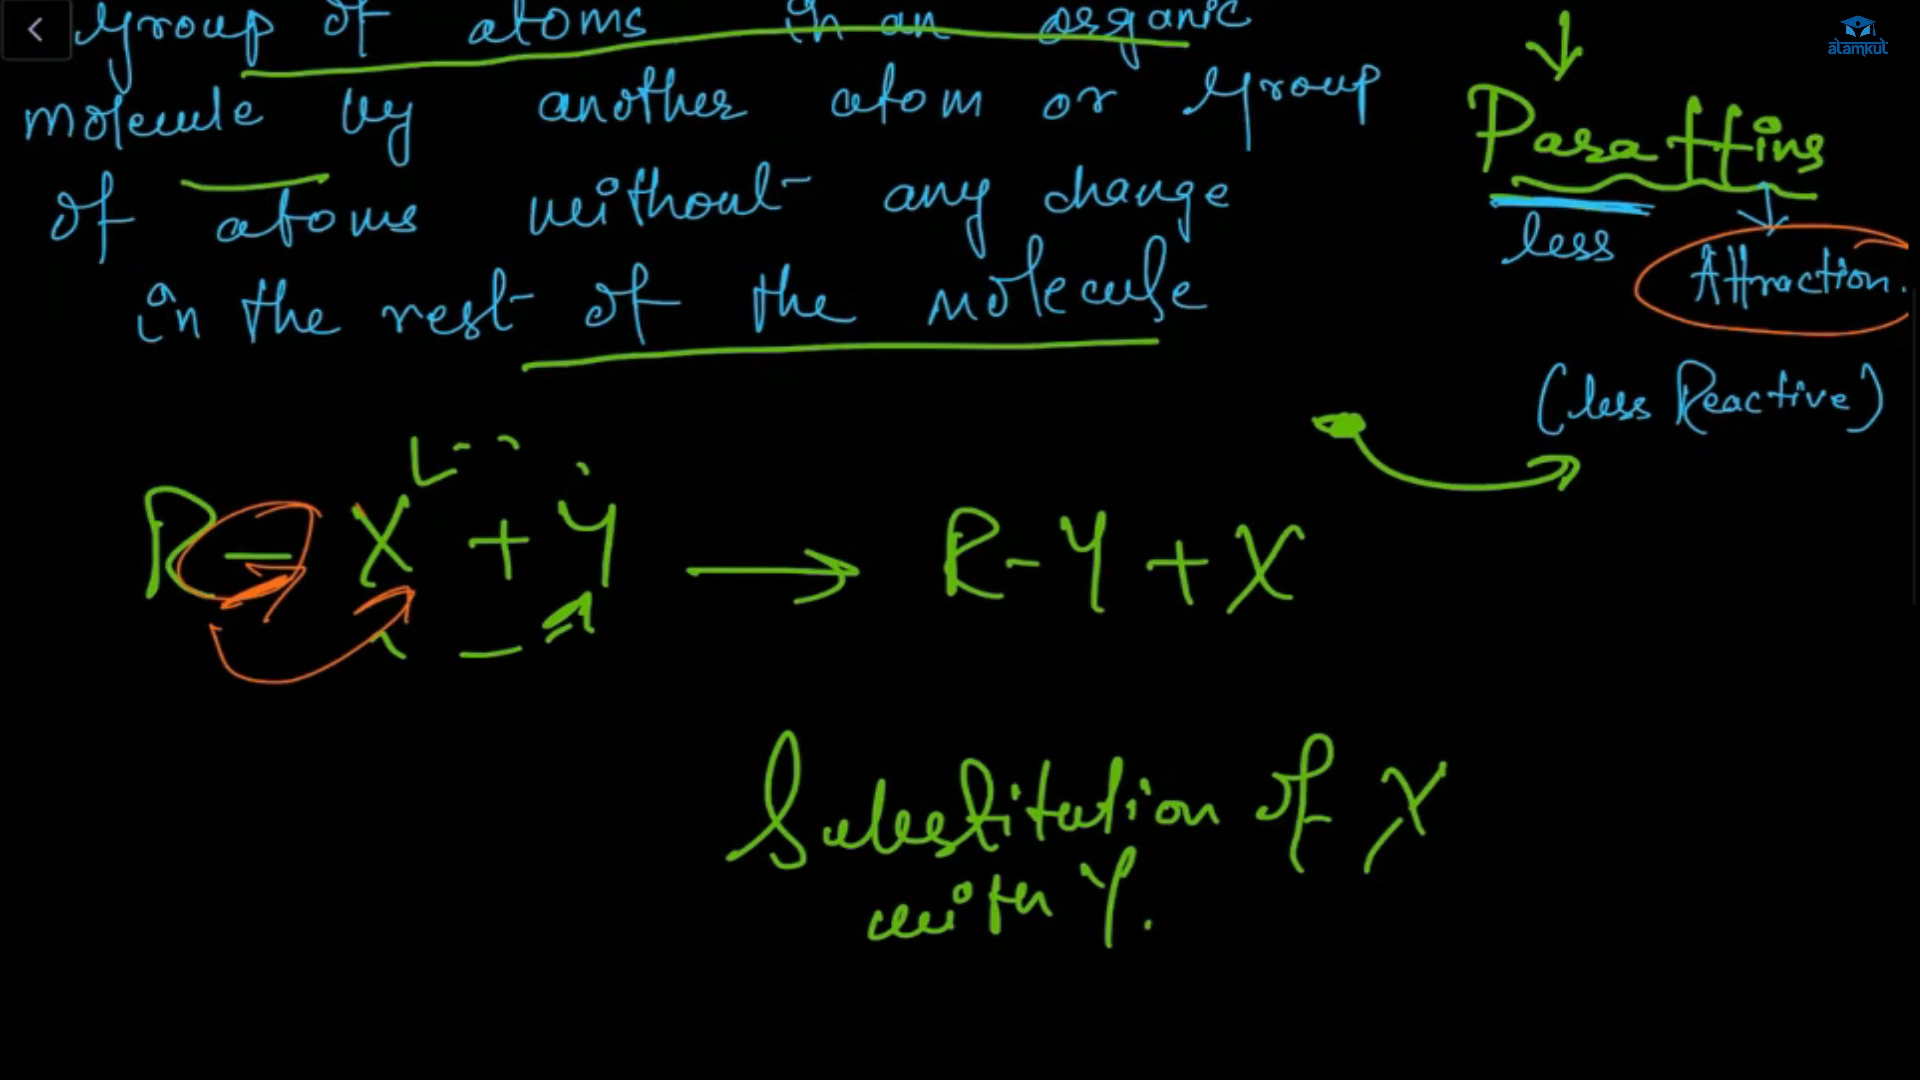 group of atoms in an organic
molecule by another atom or group
of atoms without any change
in the rest of the molecule
R - X + Y → R - Y + X
Substitution of X
with Y.
Paraffins
less Attraction.
(less Reactive)
alamkut